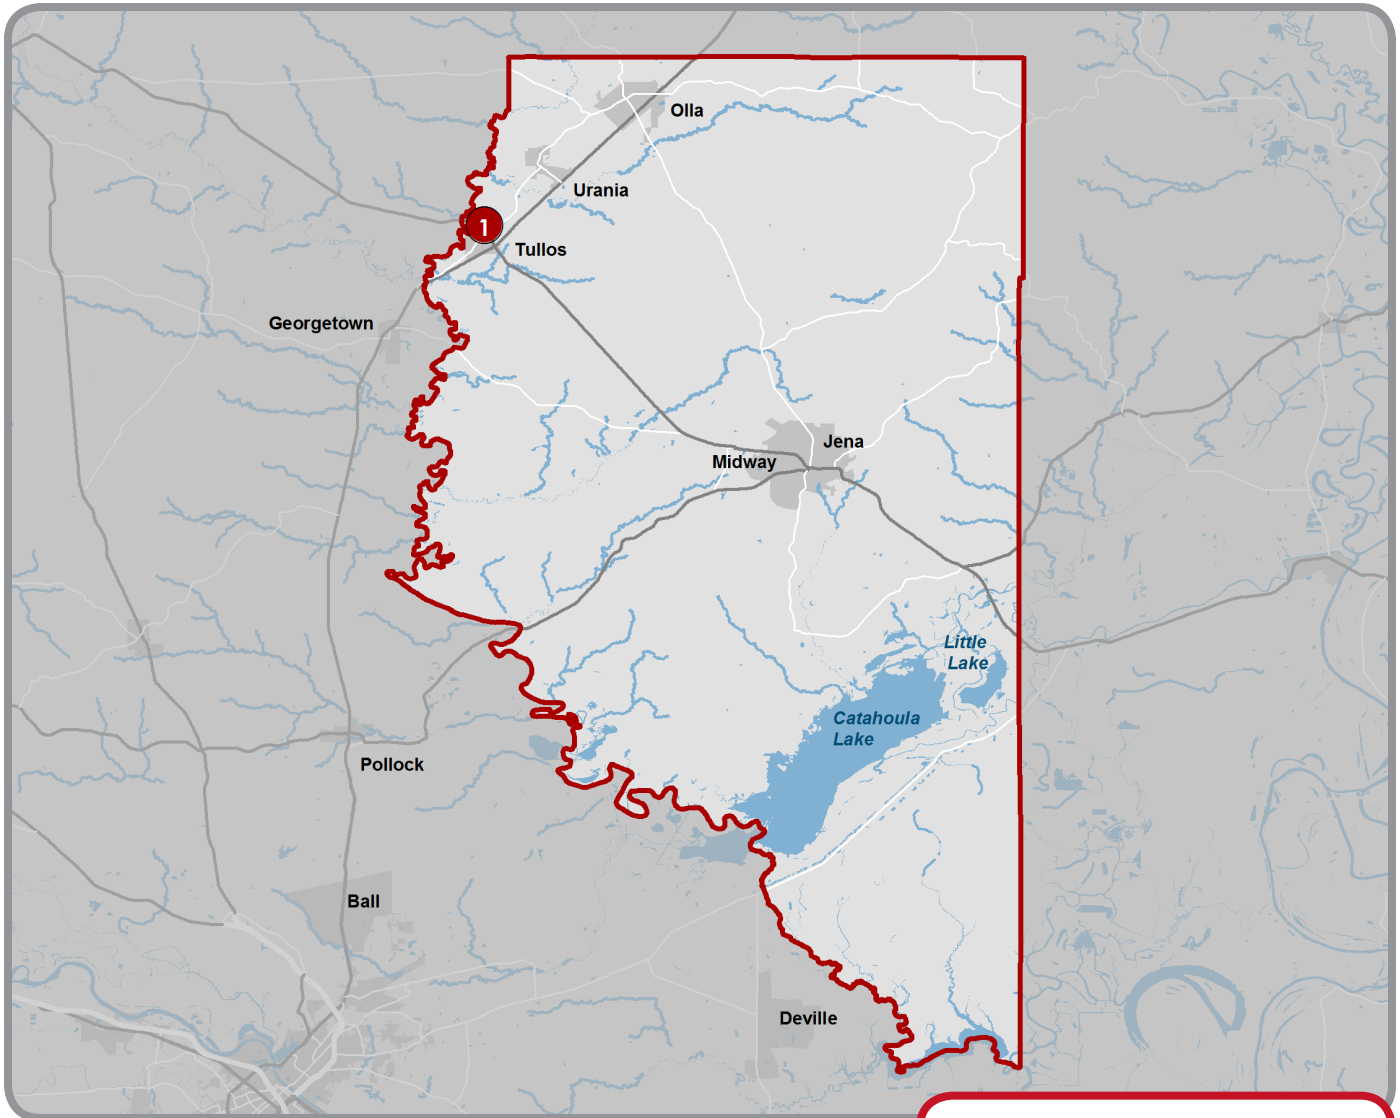 Olla
Urania
1
Tullos
Georgetown
Jena
Midway
Little
Lake
Catahoula
Lake
Pollock
Ball
Deville